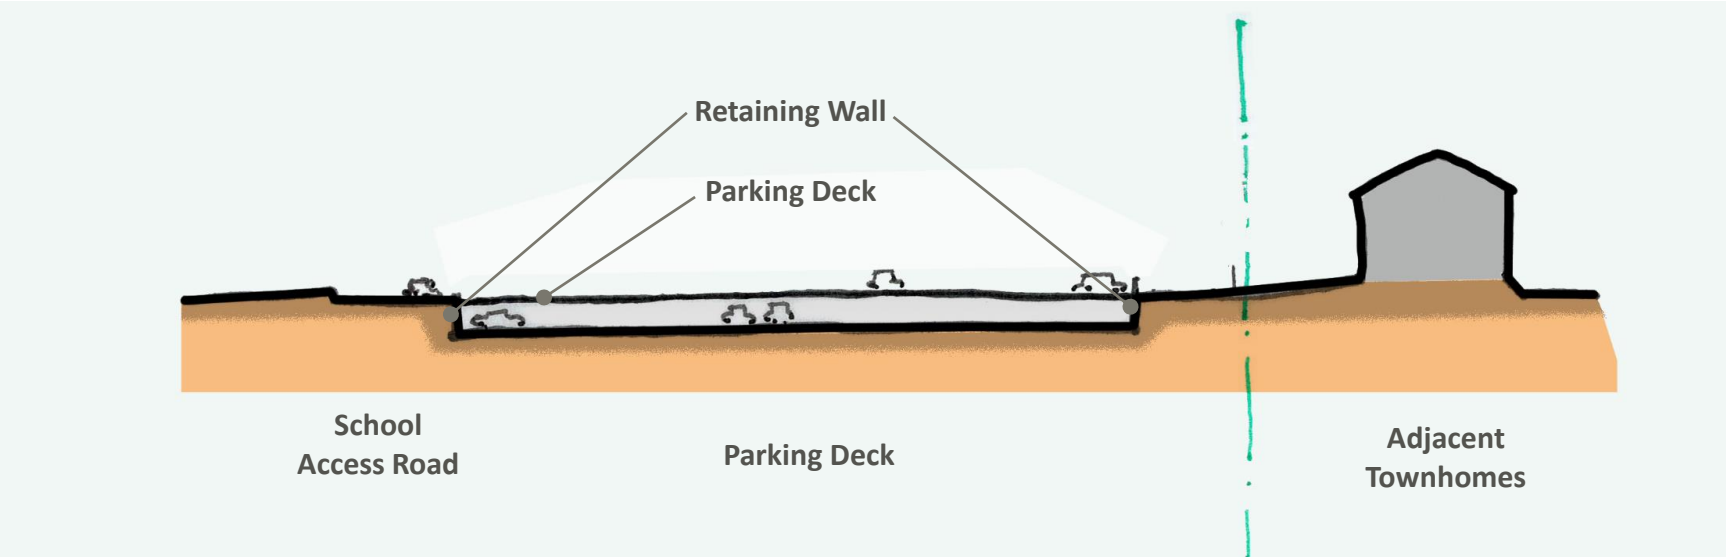 Retaining Wall
Parking Deck
School
Access Road
Parking Deck
Adjacent
Townhomes